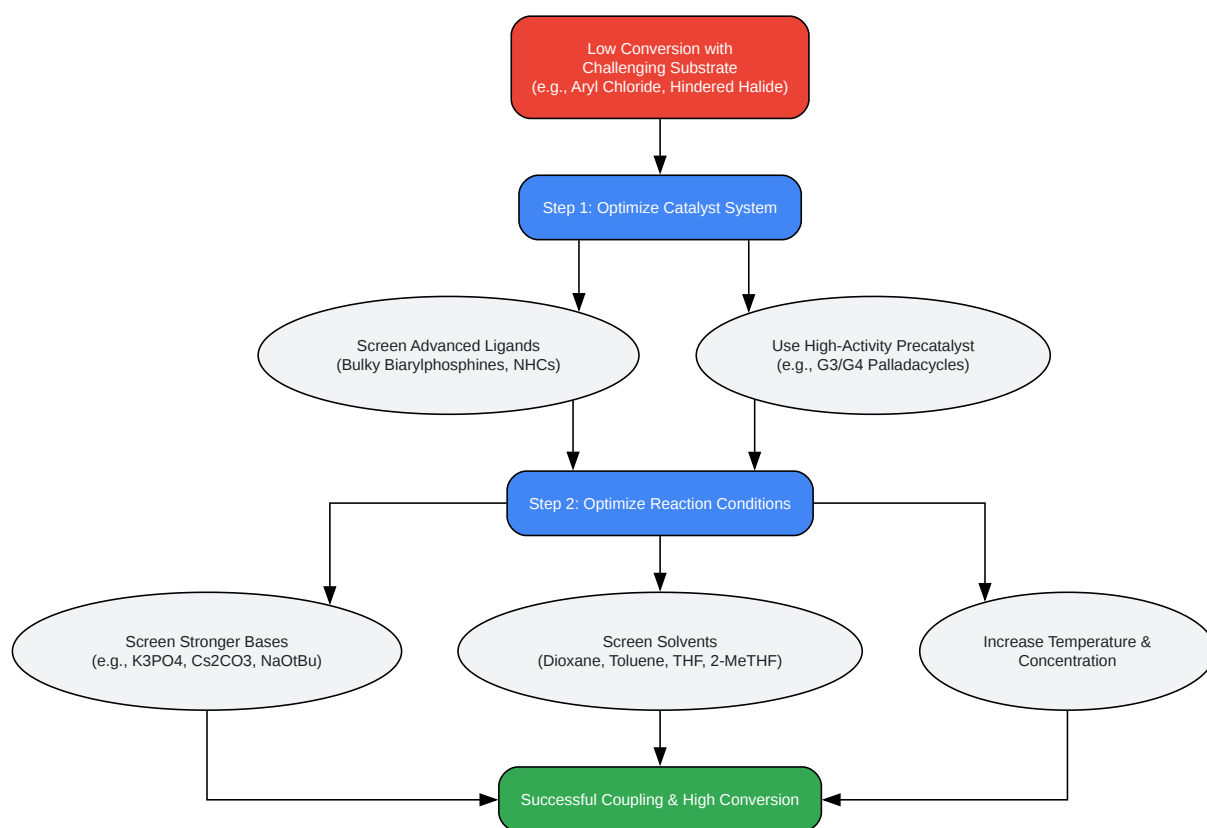 Low Conversion with
Challenging Substrate
(e.g., Aryl Chloride, Hindered Halide)
Step 1: Optimize Catalyst System
Screen Advanced Ligands
(Bulky Biarylphosphines, NHCs)
Use High-Activity Precatalyst
(e.g., G3/G4 Palladacycles)
Step 2: Optimize Reaction Conditions
Screen Stronger Bases
(e.g., K3PO4, Cs2CO3, NaOtBu)
Screen Solvents
(Dioxane, Toluene, THF, 2-MeTHF)
Increase Temperature &
Concentration
Successful Coupling & High Conversion